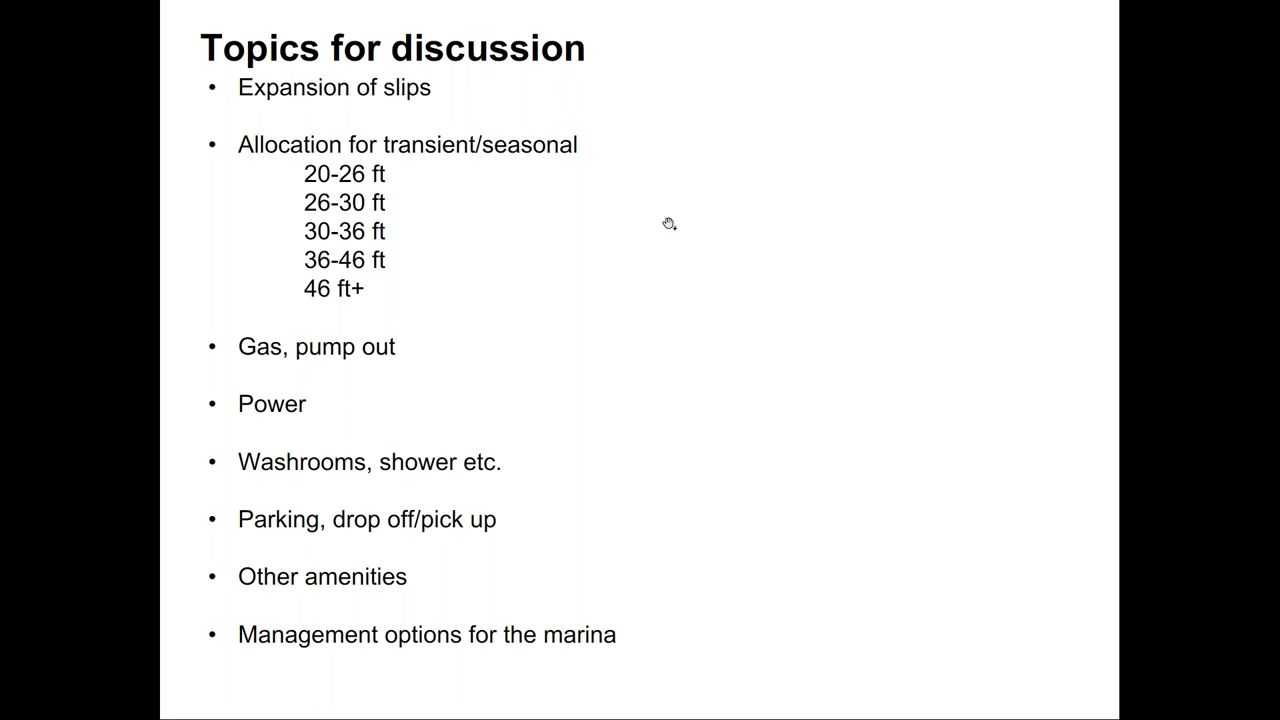 Topics for discussion
• Expansion of slips
• Allocation for transient/seasonal
20-26 ft
26-30 ft
30-36 ft
36-46 ft
46 ft+
• Gas, pump out
• Power
• Washrooms, shower etc.
• Parking, drop off/pick up
• Other amenities
• Management options for the marina